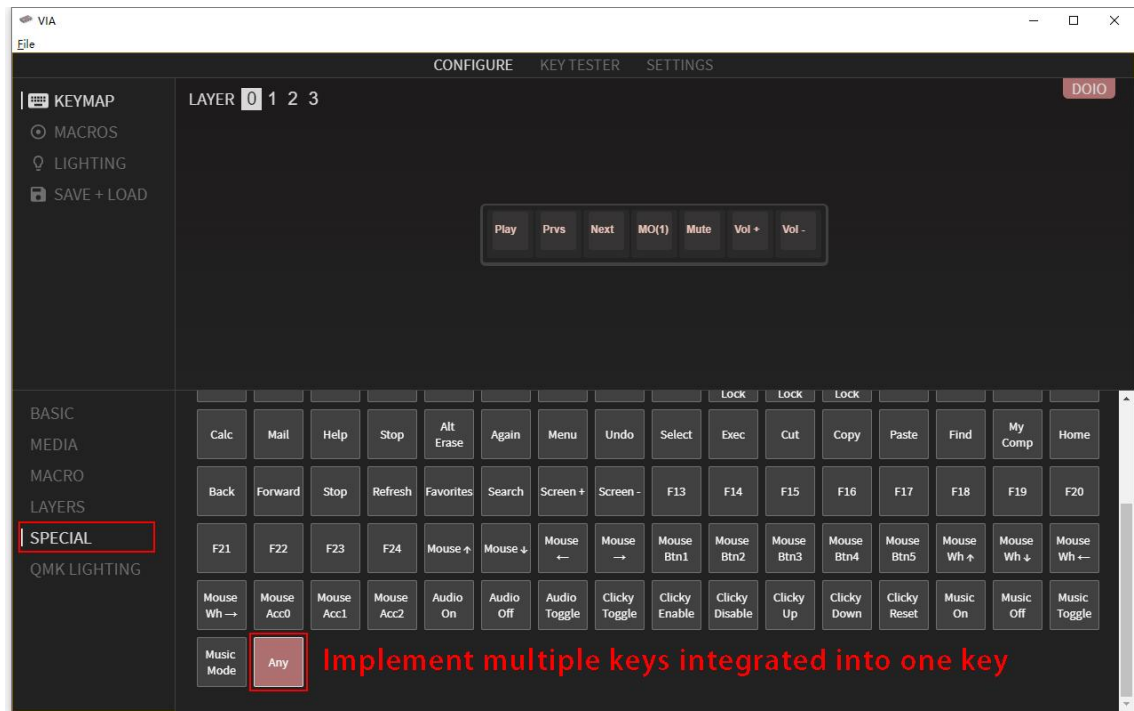 VIA
File
CONFIGURE KEY TESTER SETTINGS
KEYMAP
MACROS
LIGHTING
SAVE + LOAD
LAYER 0 1 2 3
DOIO
Play Prvs Next MO(1) Mute Vol + Vol -
BASIC
MEDIA
MACRO
LAYERS
SPECIAL
QMK LIGHTING
Lock Lock Lock
Calc Mail Help Stop Alt Erase Again Menu Undo Select Exec Cut Copy Paste Find My Comp Home
Back Forward Stop Refresh Favorites Search Screen + Screen - F13 F14 F15 F16 F17 F18 F19 F20
F21 F22 F23 F24 Mouse ↑ Mouse ↓ Mouse ← Mouse → Mouse Btn1 Mouse Btn2 Mouse Btn3 Mouse Btn4 Mouse Btn5 Mouse Wh ↑ Mouse Wh ↓ Mouse Wh ←
Mouse Wh → Mouse Acc0 Mouse Acc1 Mouse Acc2 Audio On Audio Off Audio Toggle Clicky Toggle Clicky Enable Clicky Disable Clicky Up Clicky Down Clicky Reset Music On Music Off Music Toggle
Music Mode Any Implement multiple keys integrated into one key